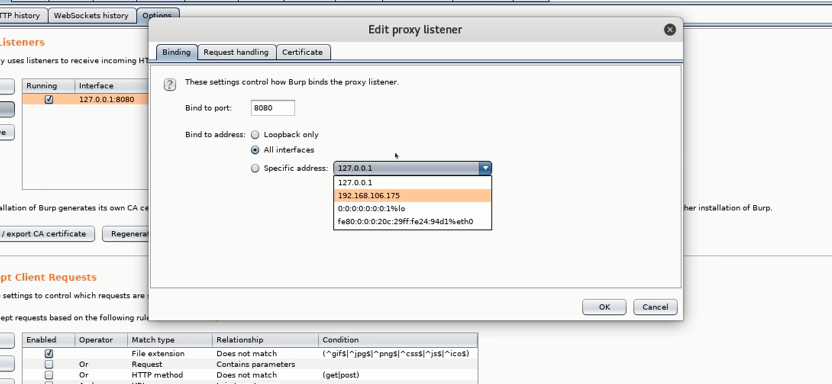 TTP history WebSockets history Options
Edit proxy listener
Listeners
Binding Request handling Certificate
y uses listeners to receive incoming HT
? These settings control how Burp binds the proxy listener.
Running Interface
127.0.0.1:8080
Bind to port: 8080
ve
Bind to address: Loopback only
All interfaces
Specific address: 127.0.0.1
127.0.0.1
192.168.106.175
0:0:0:0:0:0:0:1%lo
fe80:0:0:0:20c:29ff:fe24:94d1%eth0
allation of Burp generates its own CA ce
her installation of Burp.
/ export CA certificate Regenera
pt Client Requests
settings to control which requests are s
OK Cancel
cept requests based on the following rule
Enabled Operator Match type Relationship Condition
File extension Does not match (^gif$|^jpg$|^png$|^css$|^js$|^ico$)
Or Request Contains parameters
Or HTTP method Does not match (get|post)